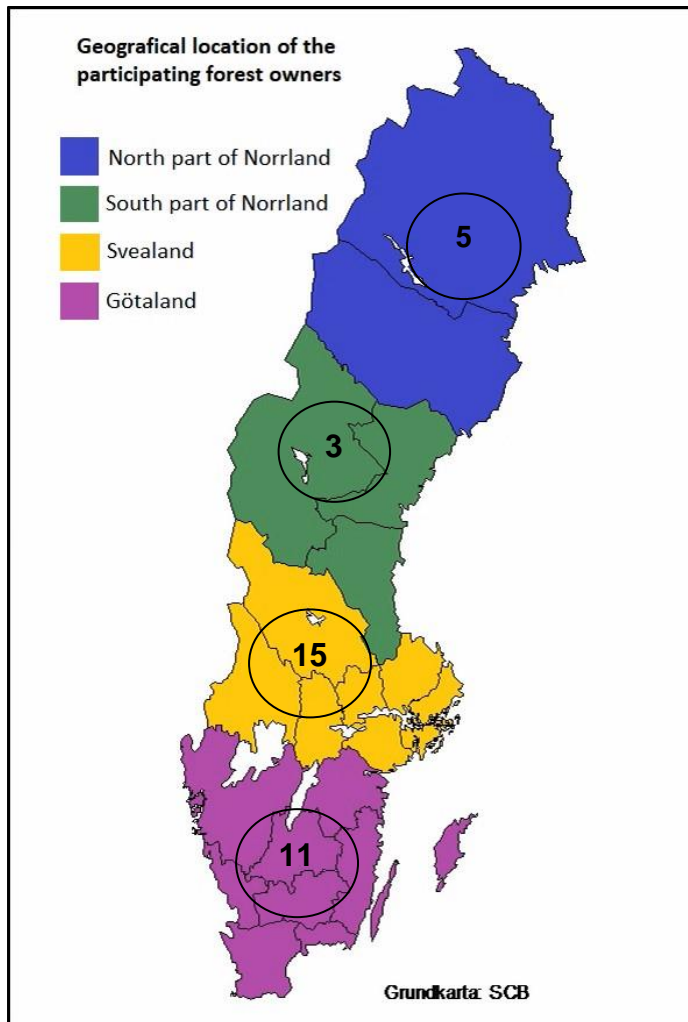 Geografical location of the
participating forest owners
North part of Norrland
South part of Norrland
Svealand
Götaland
5
3
15
11
Grundkarta: SCB